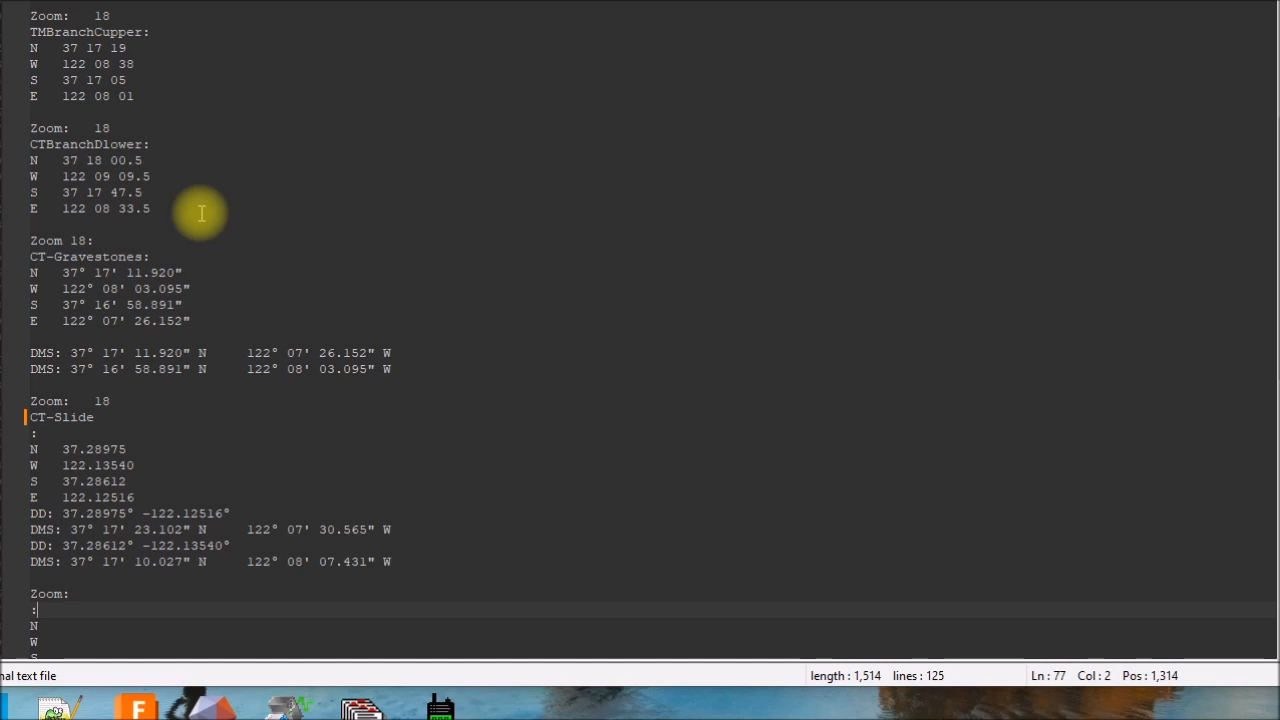 Zoom:   18
TMBranchCupper:
N   37 17 19
W   122 08 38
S   37 17 05
E   122 08 01
Zoom:   18
CTBranchDlower:
N   37 18 00.5
W   122 09 09.5
S   37 17 47.5
E   122 08 33.5
Zoom 18:
CT-Gravestones:
N   37° 17' 11.920"
W   122° 08' 03.095"
S   37° 16' 58.891"
E   122° 07' 26.152"
DMS: 37° 17' 11.920" N     122° 07' 26.152" W
DMS: 37° 16' 58.891" N     122° 08' 03.095" W
Zoom:   18
CT-Slide
:
N   37.28975
W   122.13540
S   37.28612
E   122.12516
DD: 37.28975° -122.12516°
DMS: 37° 17' 23.102" N     122° 07' 30.565" W
DD: 37.28612° -122.13540°
DMS: 37° 17' 10.027" N     122° 08' 07.431" W
Zoom:
:
N
W
S
nal text file length : 1,514 lines : 125 Ln : 77 Col : 2 Pos : 1,314
F